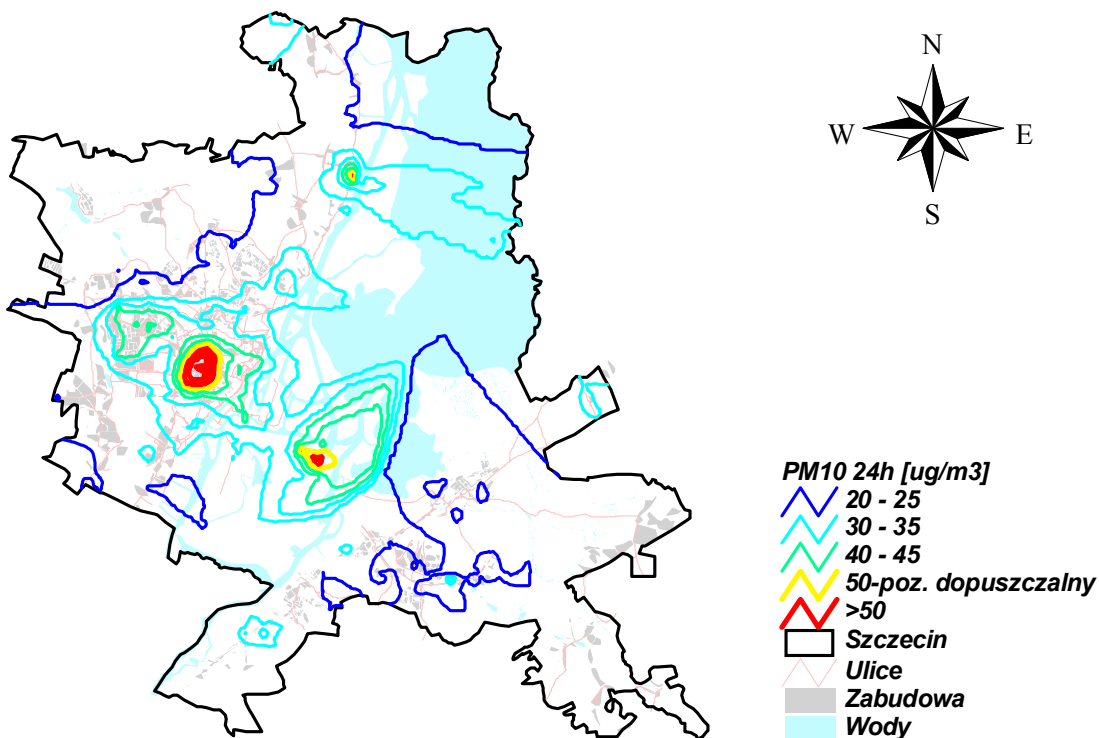 N
W E
S
PM10 24h [ug/m3]
20 - 25
30 - 35
40 - 45
50-poz. dopuszczalny
>50
Szczecin
Ulice
Zabudowa
Wody